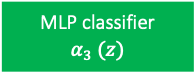 MLP classifier
α₃ (z)